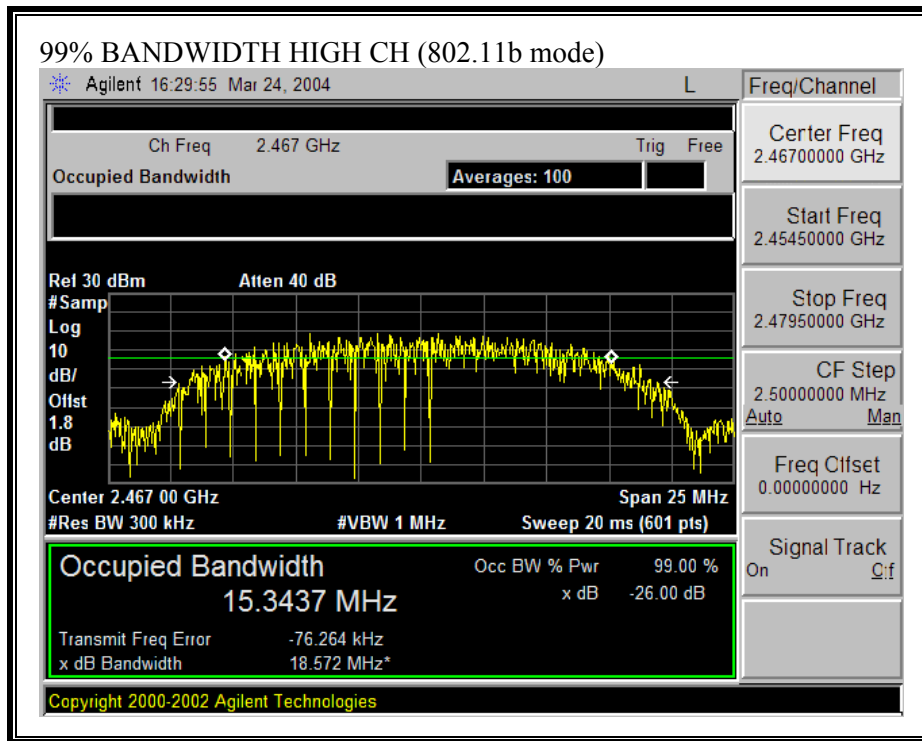 99% BANDWIDTH HIGH CH (802.11b mode)
Agilent 16:29:55 Mar 24, 2004 L
Freq/Channel
Ch Freq 2.467 GHz Trig Free
Occupied Bandwidth Averages: 100
Center Freq
2.46700000 GHz
Start Freq
2.45450000 GHz
Stop Freq
2.47950000 GHz
CF Step
2.50000000 MHz
Auto Man
Freq Offset
0.00000000 Hz
Signal Track
On Off
Ref 30 dBm Atten 40 dB
#Samp
Log
10
dB/
Offst
1.8
dB
Center 2.467 00 GHz Span 25 MHz
#Res BW 300 kHz #VBW 1 MHz Sweep 20 ms (601 pts)
Occupied Bandwidth
15.3437 MHz
Occ BW % Pwr 99.00 %
x dB -26.00 dB
Transmit Freq Error -76.264 kHz
x dB Bandwidth 18.572 MHz*
Copyright 2000-2002 Agilent Technologies